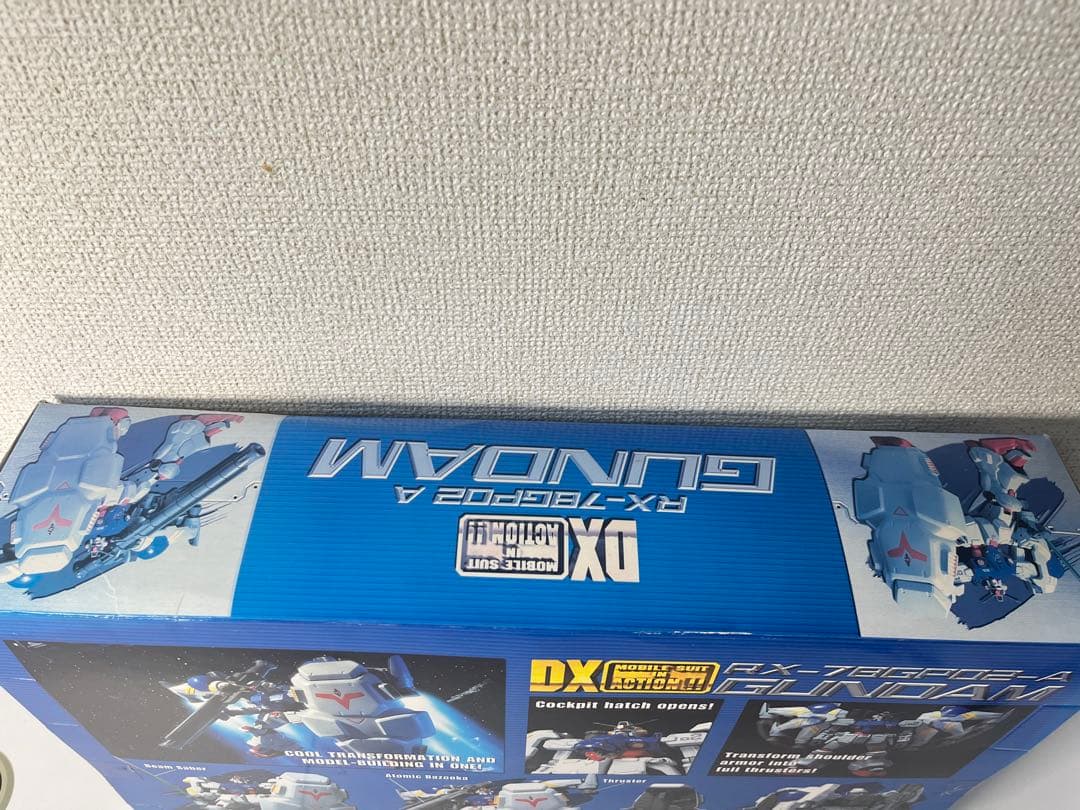 DX MOBILE SUIT
IN
ACTION!!
RX-78GP02 A
GUNDAM
DX MOBILE SUIT
IN
ACTION!!
RX-78GP02-A
GUNDAM
Cockpit hatch opens!
COOL TRANSFORMATION AND
MODEL-BUILDING IN ONE!
Transform shoulder
armor into
full thrusters!
Beam Saber
Atomic Bazooka
Thruster